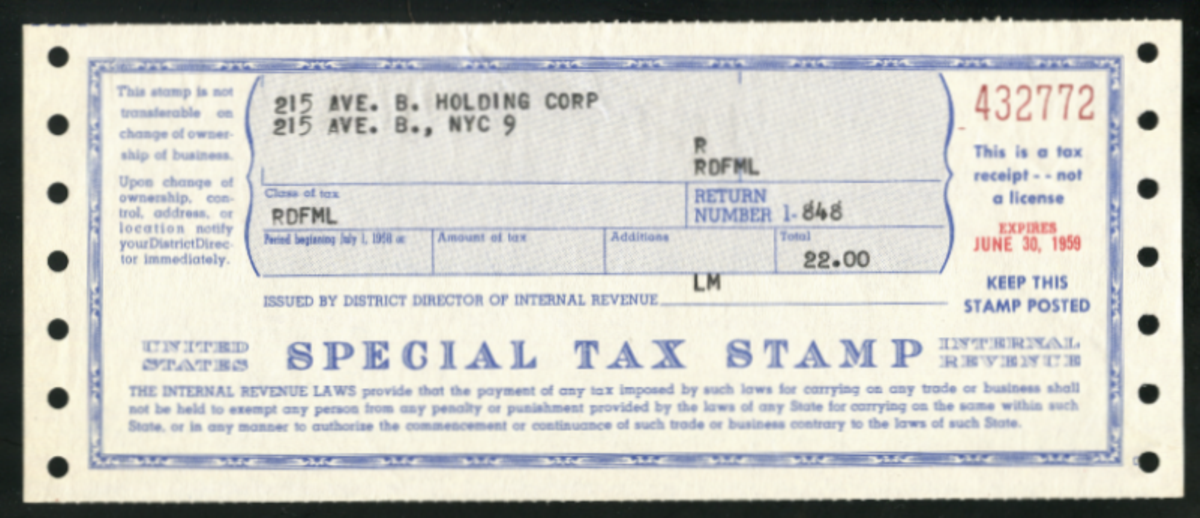 This stamp is not
transferable on
change of owner-
ship of business.
Upon change of
ownership, con-
trol, address, or
location notify
your District Direc-
tor immediately.
215 AVE. B. HOLDING CORP
215 AVE. B., NYC 9
R
RDFML
Class of tax
RDFML
RETURN
NUMBER 1-848
Period beginning July 1, 1958 or
Amount of tax
Additions
Total
22.00
LM
ISSUED BY DISTRICT DIRECTOR OF INTERNAL REVENUE
432772
This is a tax
receipt - - not
a license
EXPIRES
JUNE 30, 1959
KEEP THIS
STAMP POSTED
UNITED
STATES
SPECIAL TAX STAMP
INTERNAL
REVENUE
THE INTERNAL REVENUE LAWS provide that the payment of any tax imposed by such laws for carrying on any trade or business shall
not be held to exempt any person from any penalty or punishment provided by the laws of any State for carrying on the same within such
State, or in any manner to authorize the commencement or continuance of such trade or business contrary to the laws of such State.